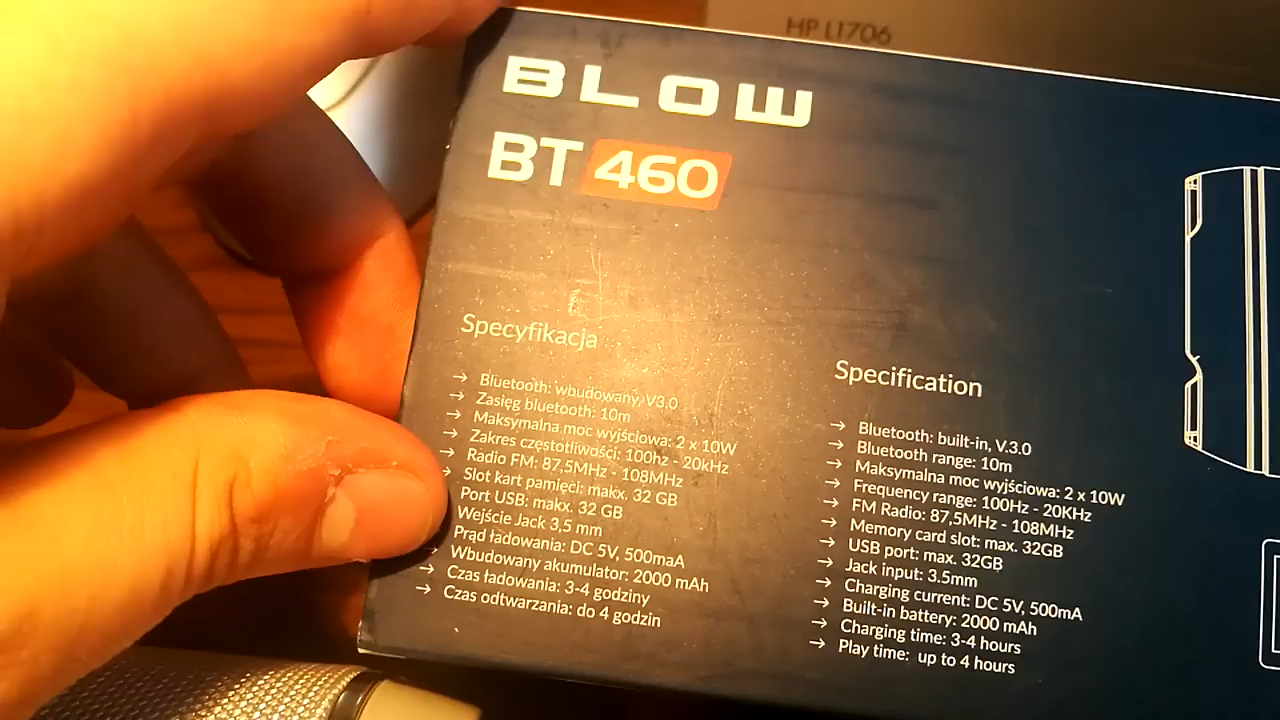 HP L1706
BLOW
BT 460
Specyfikacja
→ Bluetooth: wbudowany, V3.0
→ Zasięg bluetooth: 10m
→ Maksymalna moc wyjściowa: 2 x 10W
→ Zakres częstotliwości: 100hz - 20kHz
→ Radio FM: 87,5MHz - 108MHz
→ Slot kart pamięci: makx. 32 GB
Port USB: makx. 32 GB
Wejście Jack 3,5 mm
Prąd ładowania: DC 5V, 500maA
→ Wbudowany akumulator: 2000 mAh
→ Czas ładowania: 3-4 godziny
→ Czas odtwarzania: do 4 godzin
Specification
→ Bluetooth: built-in, V.3.0
→ Bluetooth range: 10m
→ Maksymalna moc wyjściowa: 2 x 10W
→ Frequency range: 100Hz - 20KHz
→ FM Radio: 87,5MHz - 108MHz
→ Memory card slot: max. 32GB
→ USB port: max. 32GB
→ Jack input: 3.5mm
→ Charging current: DC 5V, 500mA
→ Built-in battery: 2000 mAh
→ Charging time: 3-4 hours
→ Play time: up to 4 hours